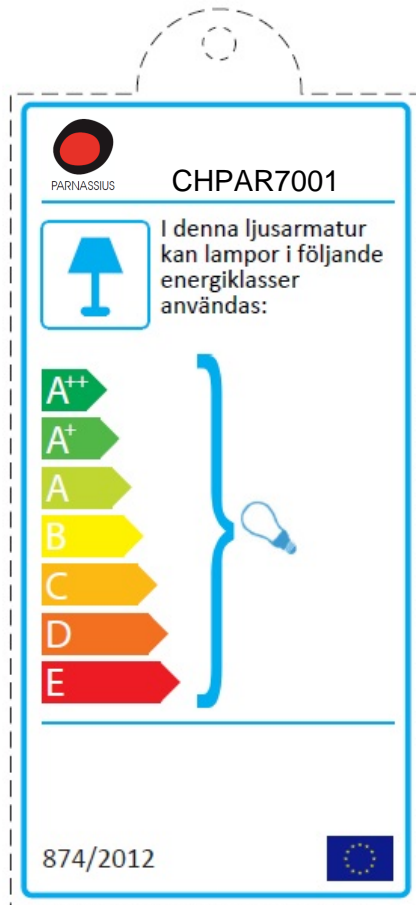 PARNASSIUS
CHPAR7001
I denna ljusarmatur
kan lampor i följande
energiklasser
användas:
A++
A+
A
B
C
D
E
874/2012